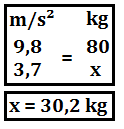 m/s² kg
9,8 80
=
3,7 x
x = 30,2 kg